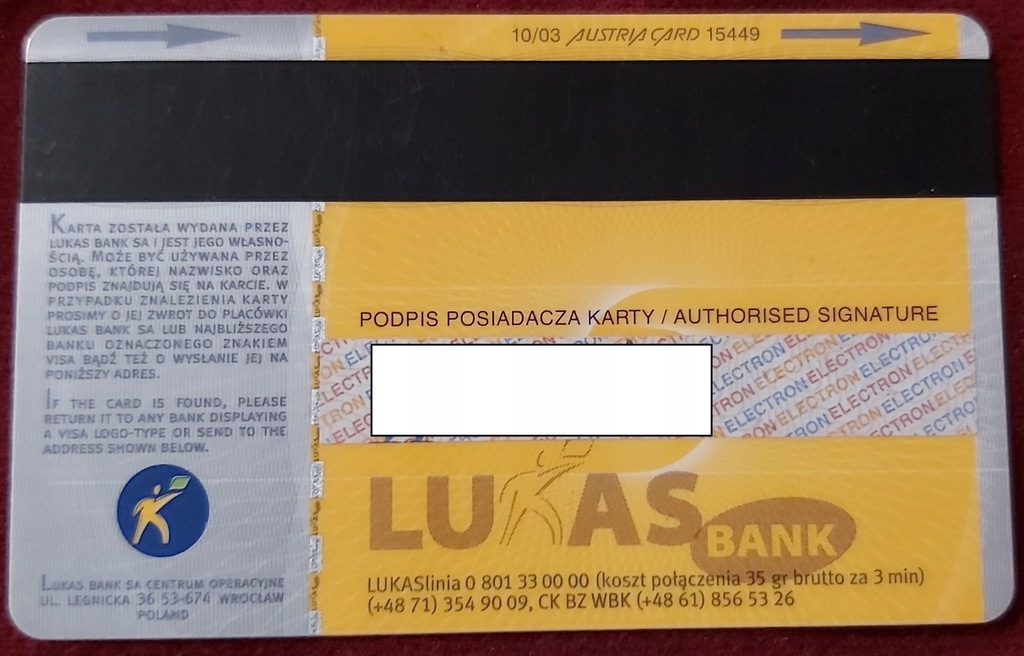 10/03 AUSTRIA CARD 15449
KARTA ZOSTAŁA WYDANA PRZEZ
LUKAS BANK SA I JEST JEGO WŁASNO-
ŚCIĄ. MOŻE BYĆ UŻYWANA PRZEZ
OSOBĘ, KTÓREJ NAZWISKO ORAZ
PODPIS ZNAJDUJĄ SIĘ NA KARCIE. W
PRZYPADKU ZNALEZIENIA KARTY
PROSIMY O JEJ ZWROT DO PLACÓWKI
LUKAS BANK SA LUB NAJBLIŻSZEGO
BANKU OZNACZONEGO ZNAKIEM
VISA BĄDŹ TEŻ O WYSŁANIE JEJ NA
PONIŻSZY ADRES.
IF THE CARD IS FOUND, PLEASE
RETURN IT TO ANY BANK DISPLAYING
A VISA LOGO-TYPE OR SEND TO THE
ADDRESS SHOWN BELOW.
LUKAS BANK SA CENTRUM OPERACYJNE
UL. LEGNICKA 36 53-674 WROCŁAW
POLAND
PODPIS POSIADACZA KARTY / AUTHORISED SIGNATURE
ELECTRON ELECTRON ELECTRON ELECTRON
LUKAS BANK
LUKASlinia 0 801 33 00 00 (koszt połączenia 35 gr brutto za 3 min)
(+48 71) 354 90 09, CK BZ WBK (+48 61) 856 53 26